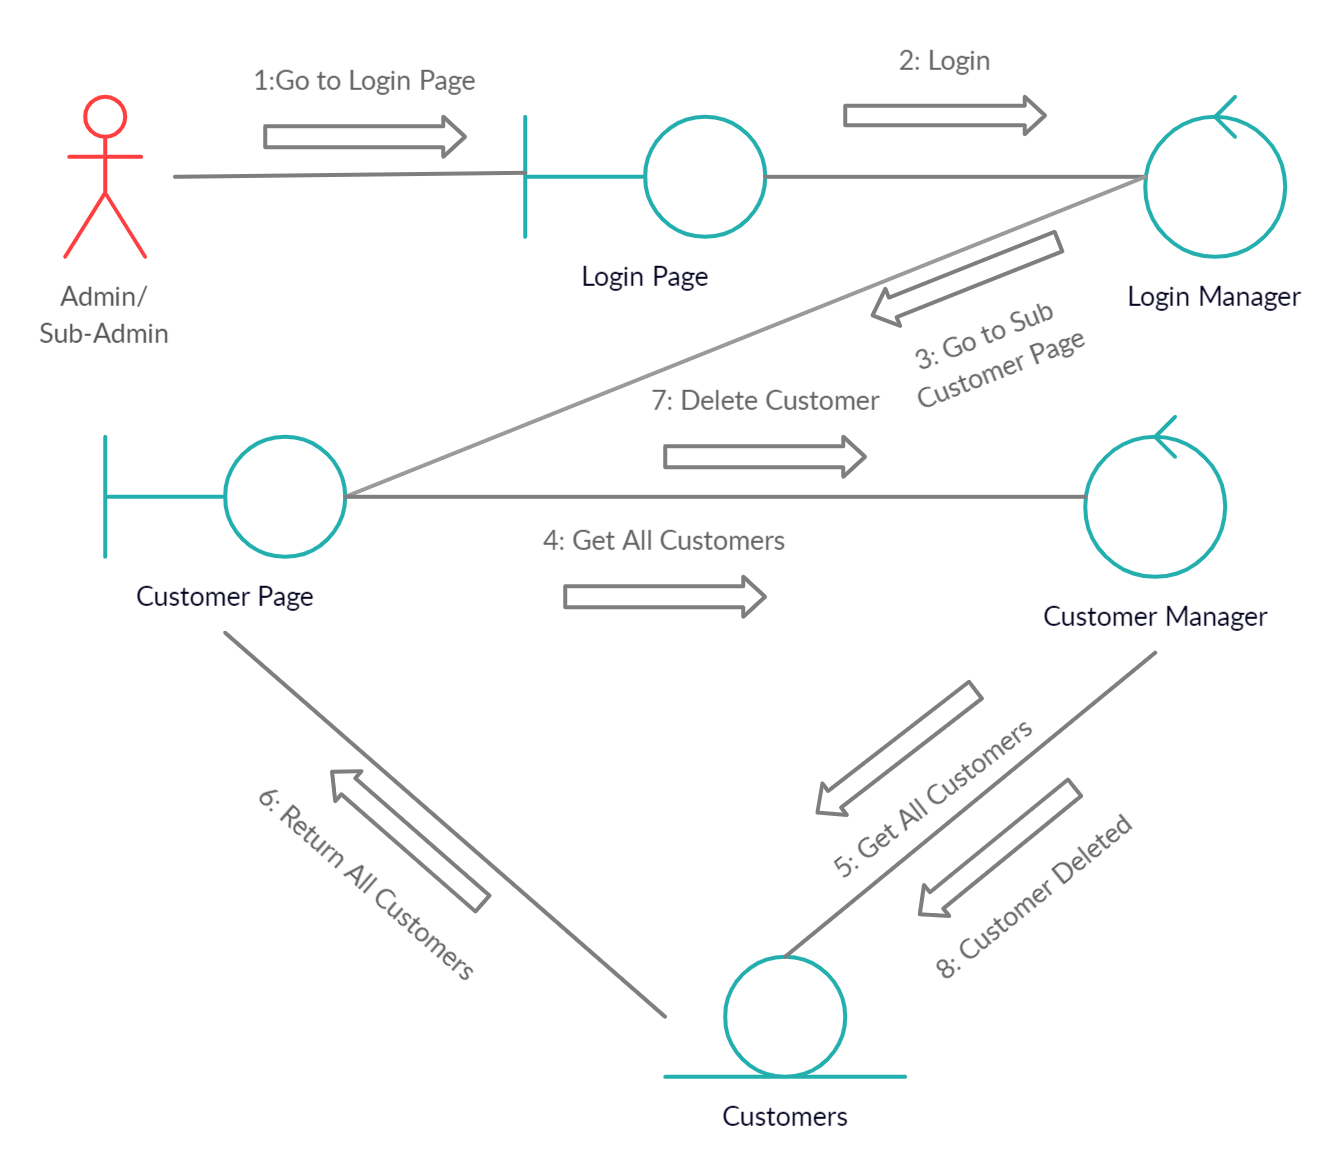 1:Go to Login Page
2: Login
Admin/
Sub-Admin
Login Page
Login Manager
3: Go to Sub
Customer Page
7: Delete Customer
4: Get All Customers
Customer Page
Customer Manager
5: Get All Customers
6: Return All Customers
8: Customer Deleted
Customers